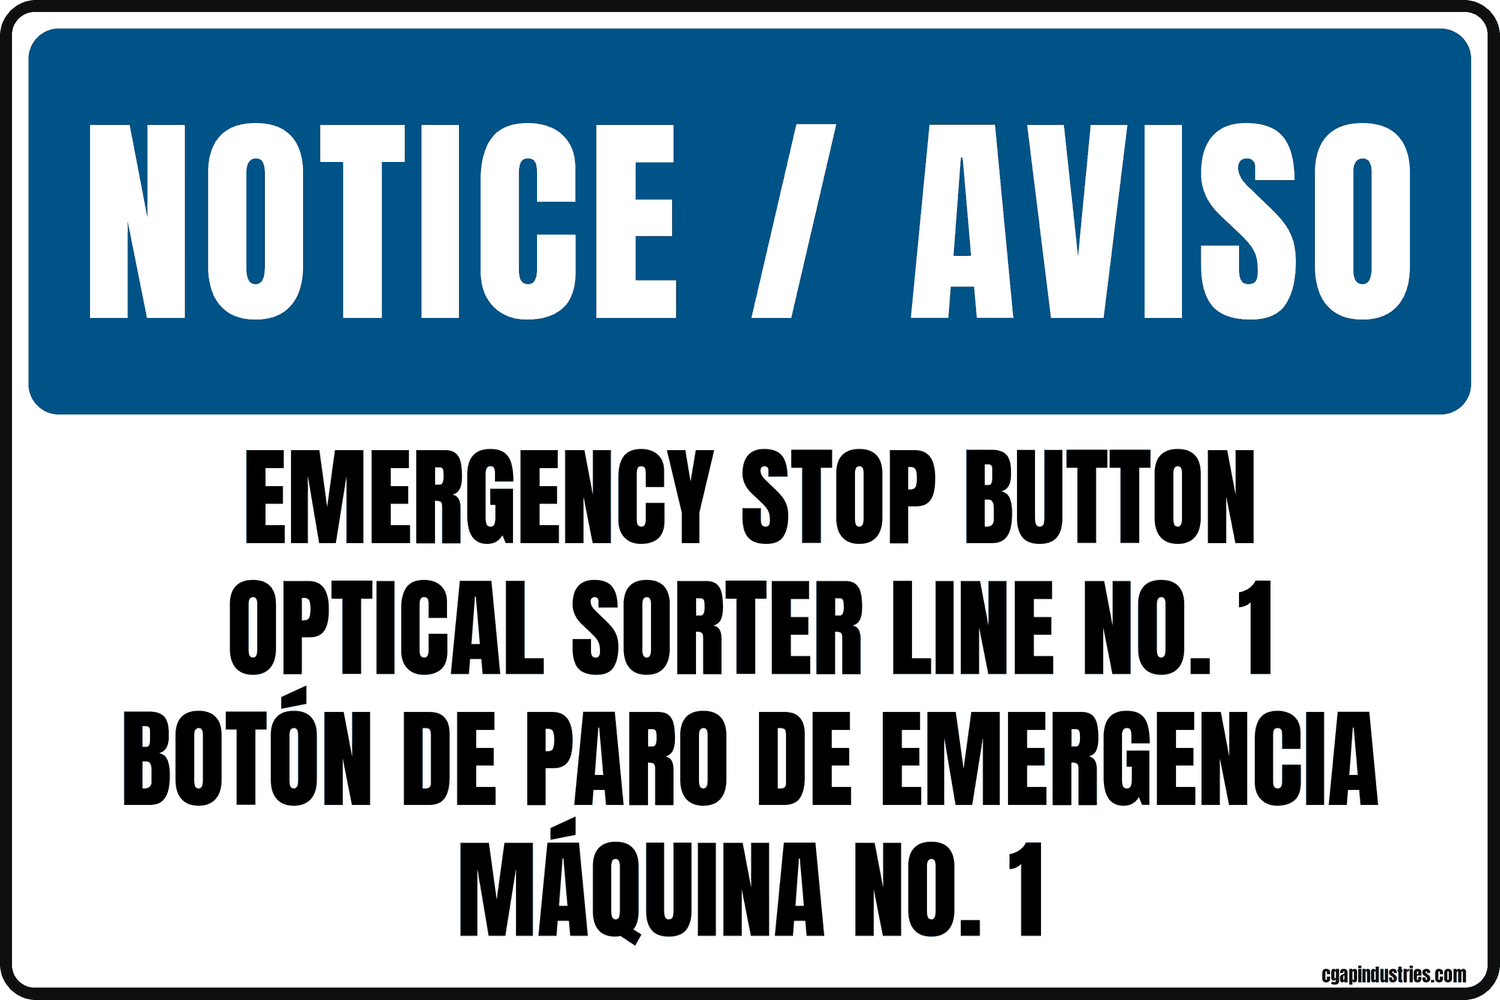 NOTICE / AVISO
EMERGENCY STOP BUTTON
OPTICAL SORTER LINE NO. 1
BOTÓN DE PARO DE EMERGENCIA
MÁQUINA NO. 1
cgapindustries.com